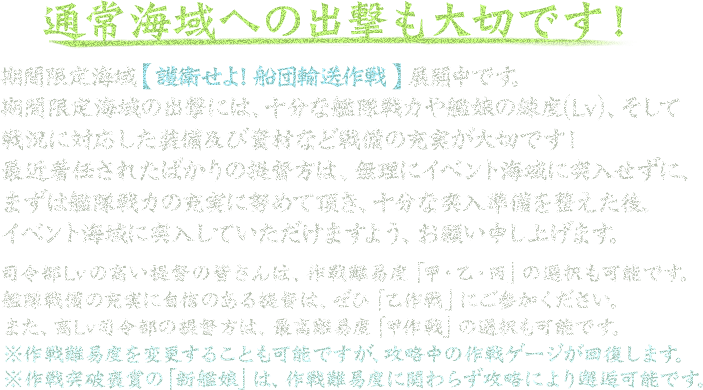 通常海域への出撃も大切です！
期間限定海域【 護衛せよ！船団輸送作戦 】展開中です。
期間限定海域の出撃には、十分な艦隊戦力や艦娘の練度(Lv)、そして
戦況に対応した装備及び資材など戦備の充実が大切です！
最近着任されたばかりの提督方は、無理にイベント海域に突入せずに、
まずは艦隊戦力の充実に努めて頂き、十分な突入準備を整えた後、
イベント海域に突入していただけますよう、お願い申し上げます。
司令部Lvの高い提督の皆さんは、作戦難易度「甲・乙・丙」の選択も可能です。
艦隊戦備の充実に自信のある提督は、ぜひ「乙作戦」にご参加ください。
また、高Lv司令部の提督方は、最高難易度「甲作戦」の選択も可能です。
※作戦難易度を変更することも可能ですが、攻略中の作戦ゲージが回復します。
※作戦突破褒賞の「新艦娘」は、作戦難易度に関わらず攻略により邂逅可能です。